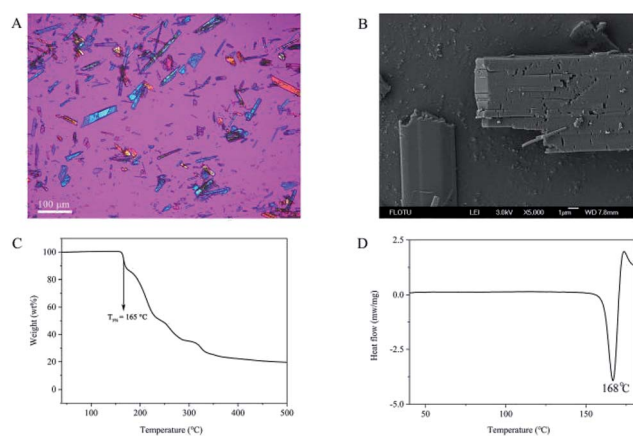 A
100 μm
B
FLOTU LEI 3.0kV X5,000 1μm WD 7.8mm
C
Weight (wt%)
100
80
60
40
20
0
Tm = 165 °C
100 200 300 400 500
Temperature (°C)
D
Heat flow (mw/mg)
2.5
0.0
-2.5
-5.0
168°C
50 100 150
Temperature (°C)